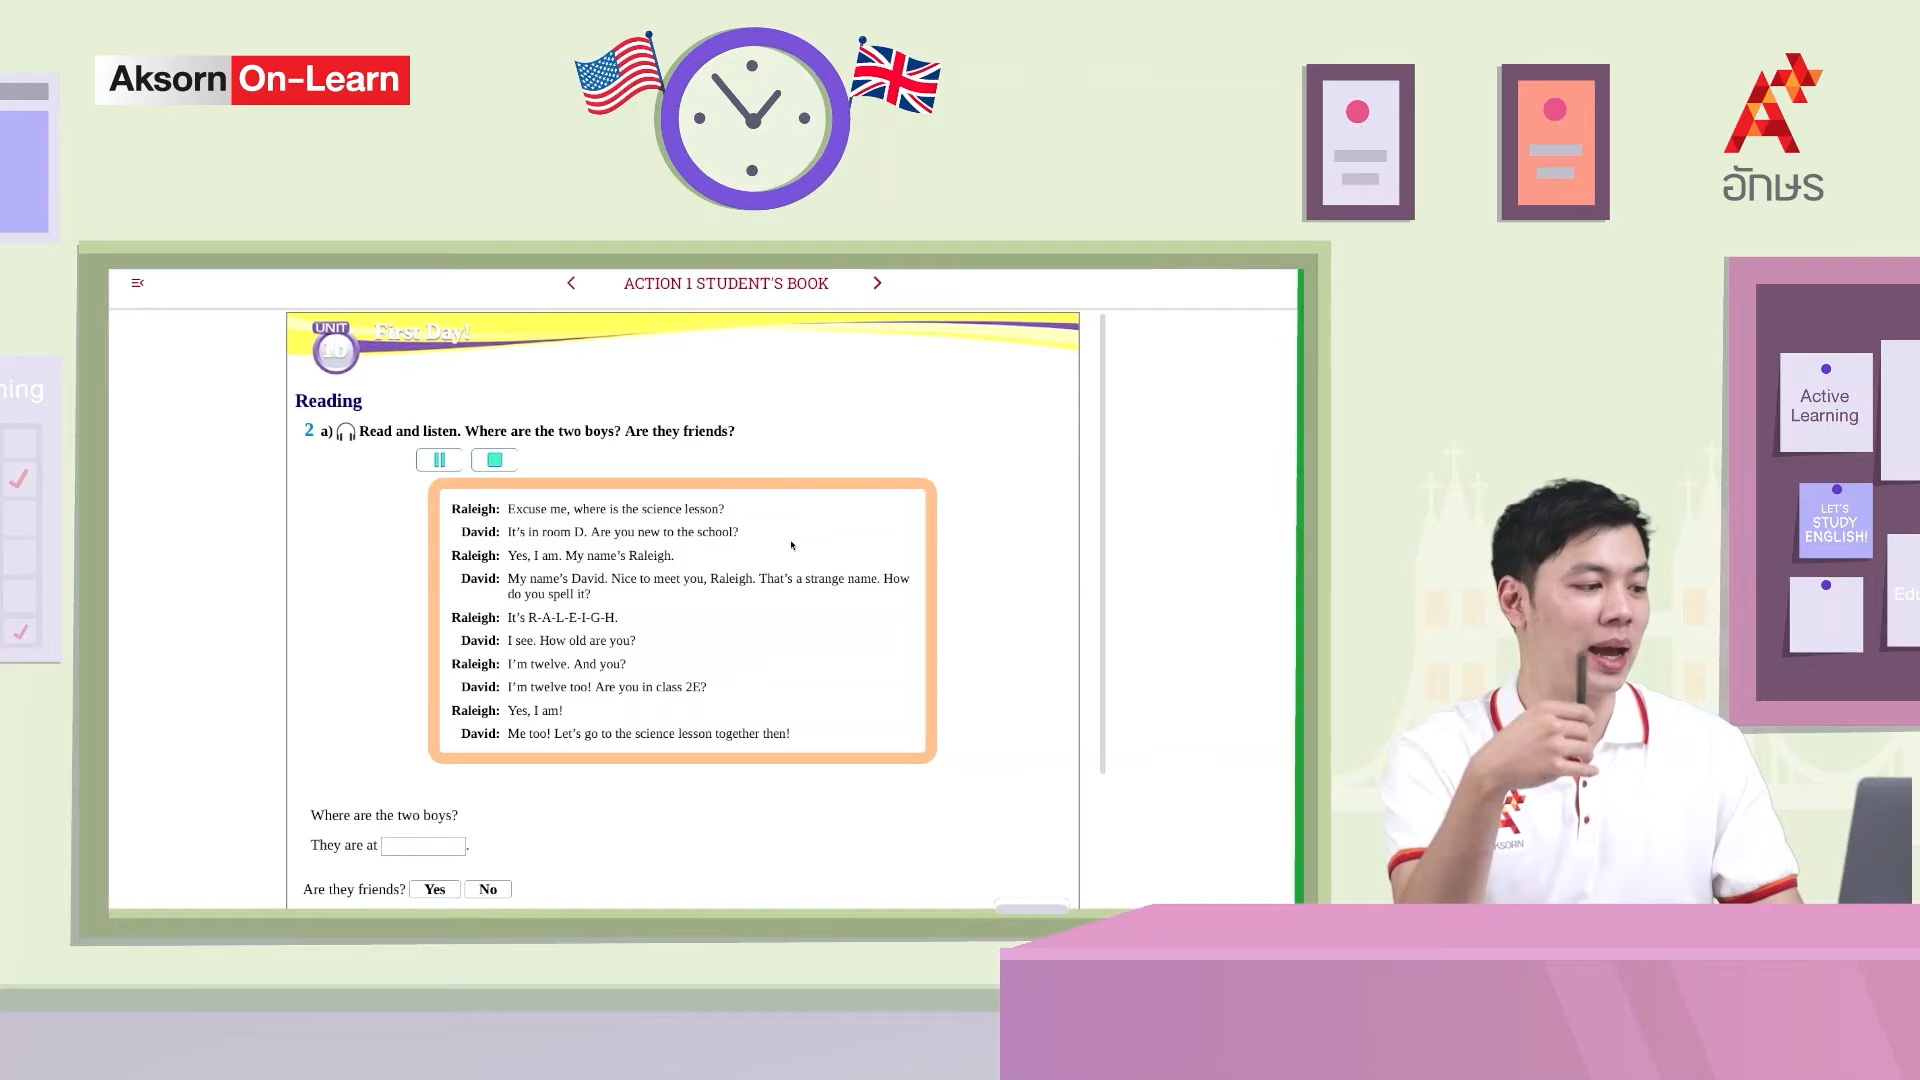 Aksorn On-Learn
อักษร
ACTION 1 STUDENT'S BOOK
UNIT
First Day!
Reading
2 a) Read and listen. Where are the two boys? Are they friends?
Raleigh: Excuse me, where is the science lesson?
David: It's in room D. Are you new to the school?
Raleigh: Yes, I am. My name's Raleigh.
David: My name's David. Nice to meet you, Raleigh. That's a strange name. How
do you spell it?
Raleigh: It's R-A-L-E-I-G-H.
David: I see. How old are you?
Raleigh: I'm twelve. And you?
David: I'm twelve too! Are you in class 2E?
Raleigh: Yes, I am!
David: Me too! Let's go to the science lesson together then!
Where are the two boys?
They are at .
Are they friends? Yes No
Active
Learning
LET'S
STUDY
ENGLISH!